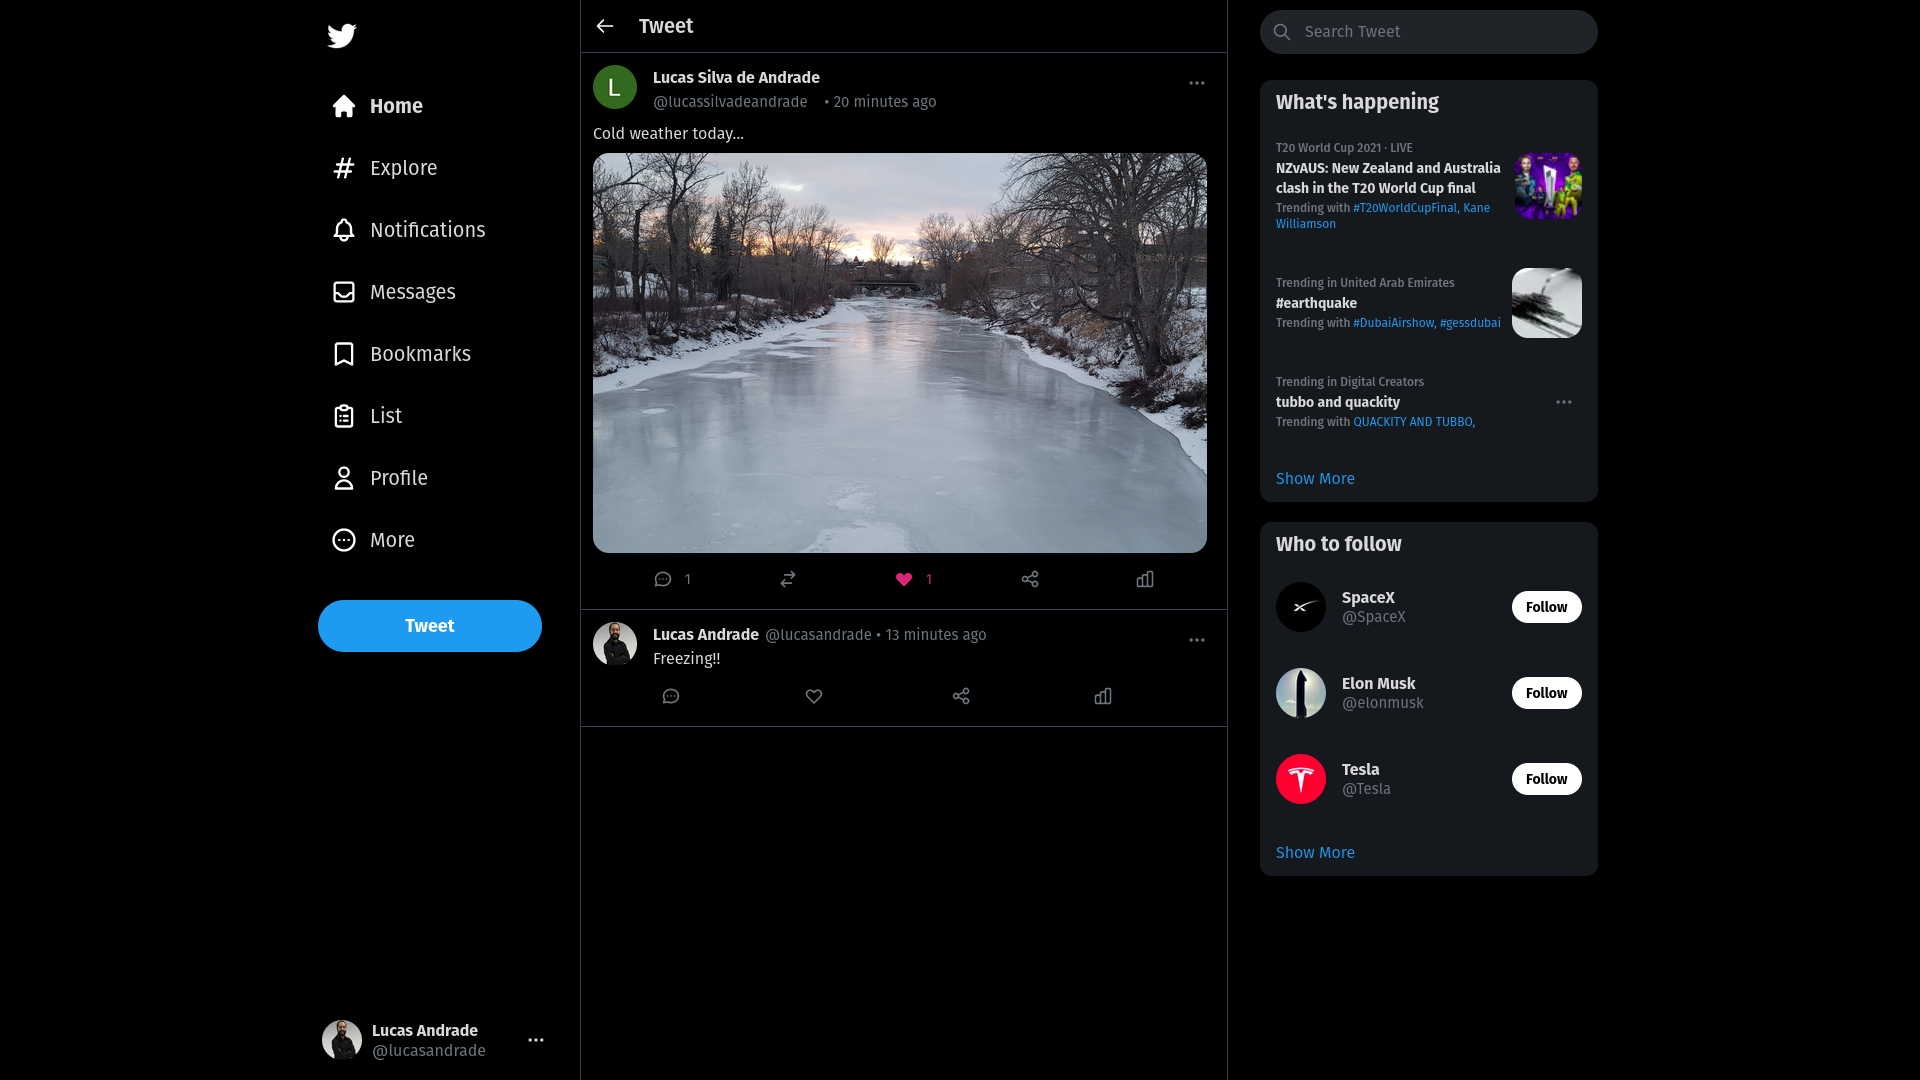 Home
Explore
Notifications
Messages
Bookmarks
List
Profile
More
Tweet
Lucas Andrade
@lucasandrade
Tweet
L
Lucas Silva de Andrade
@lucassilvadeandrade • 20 minutes ago
Cold weather today...
1
1
Lucas Andrade @lucasandrade • 13 minutes ago
Freezing!!
Search Tweet
What's happening
T20 World Cup 2021 · LIVE
NZvAUS: New Zealand and Australia
clash in the T20 World Cup final
Trending with #T20WorldCupFinal, Kane
Williamson
Trending in United Arab Emirates
#earthquake
Trending with #DubaiAirshow, #gessdubai
Trending in Digital Creators
tubbo and quackity
Trending with QUACKITY AND TUBBO,
Show More
Who to follow
SpaceX
@SpaceX
Follow
Elon Musk
@elonmusk
Follow
Tesla
@Tesla
Follow
Show More